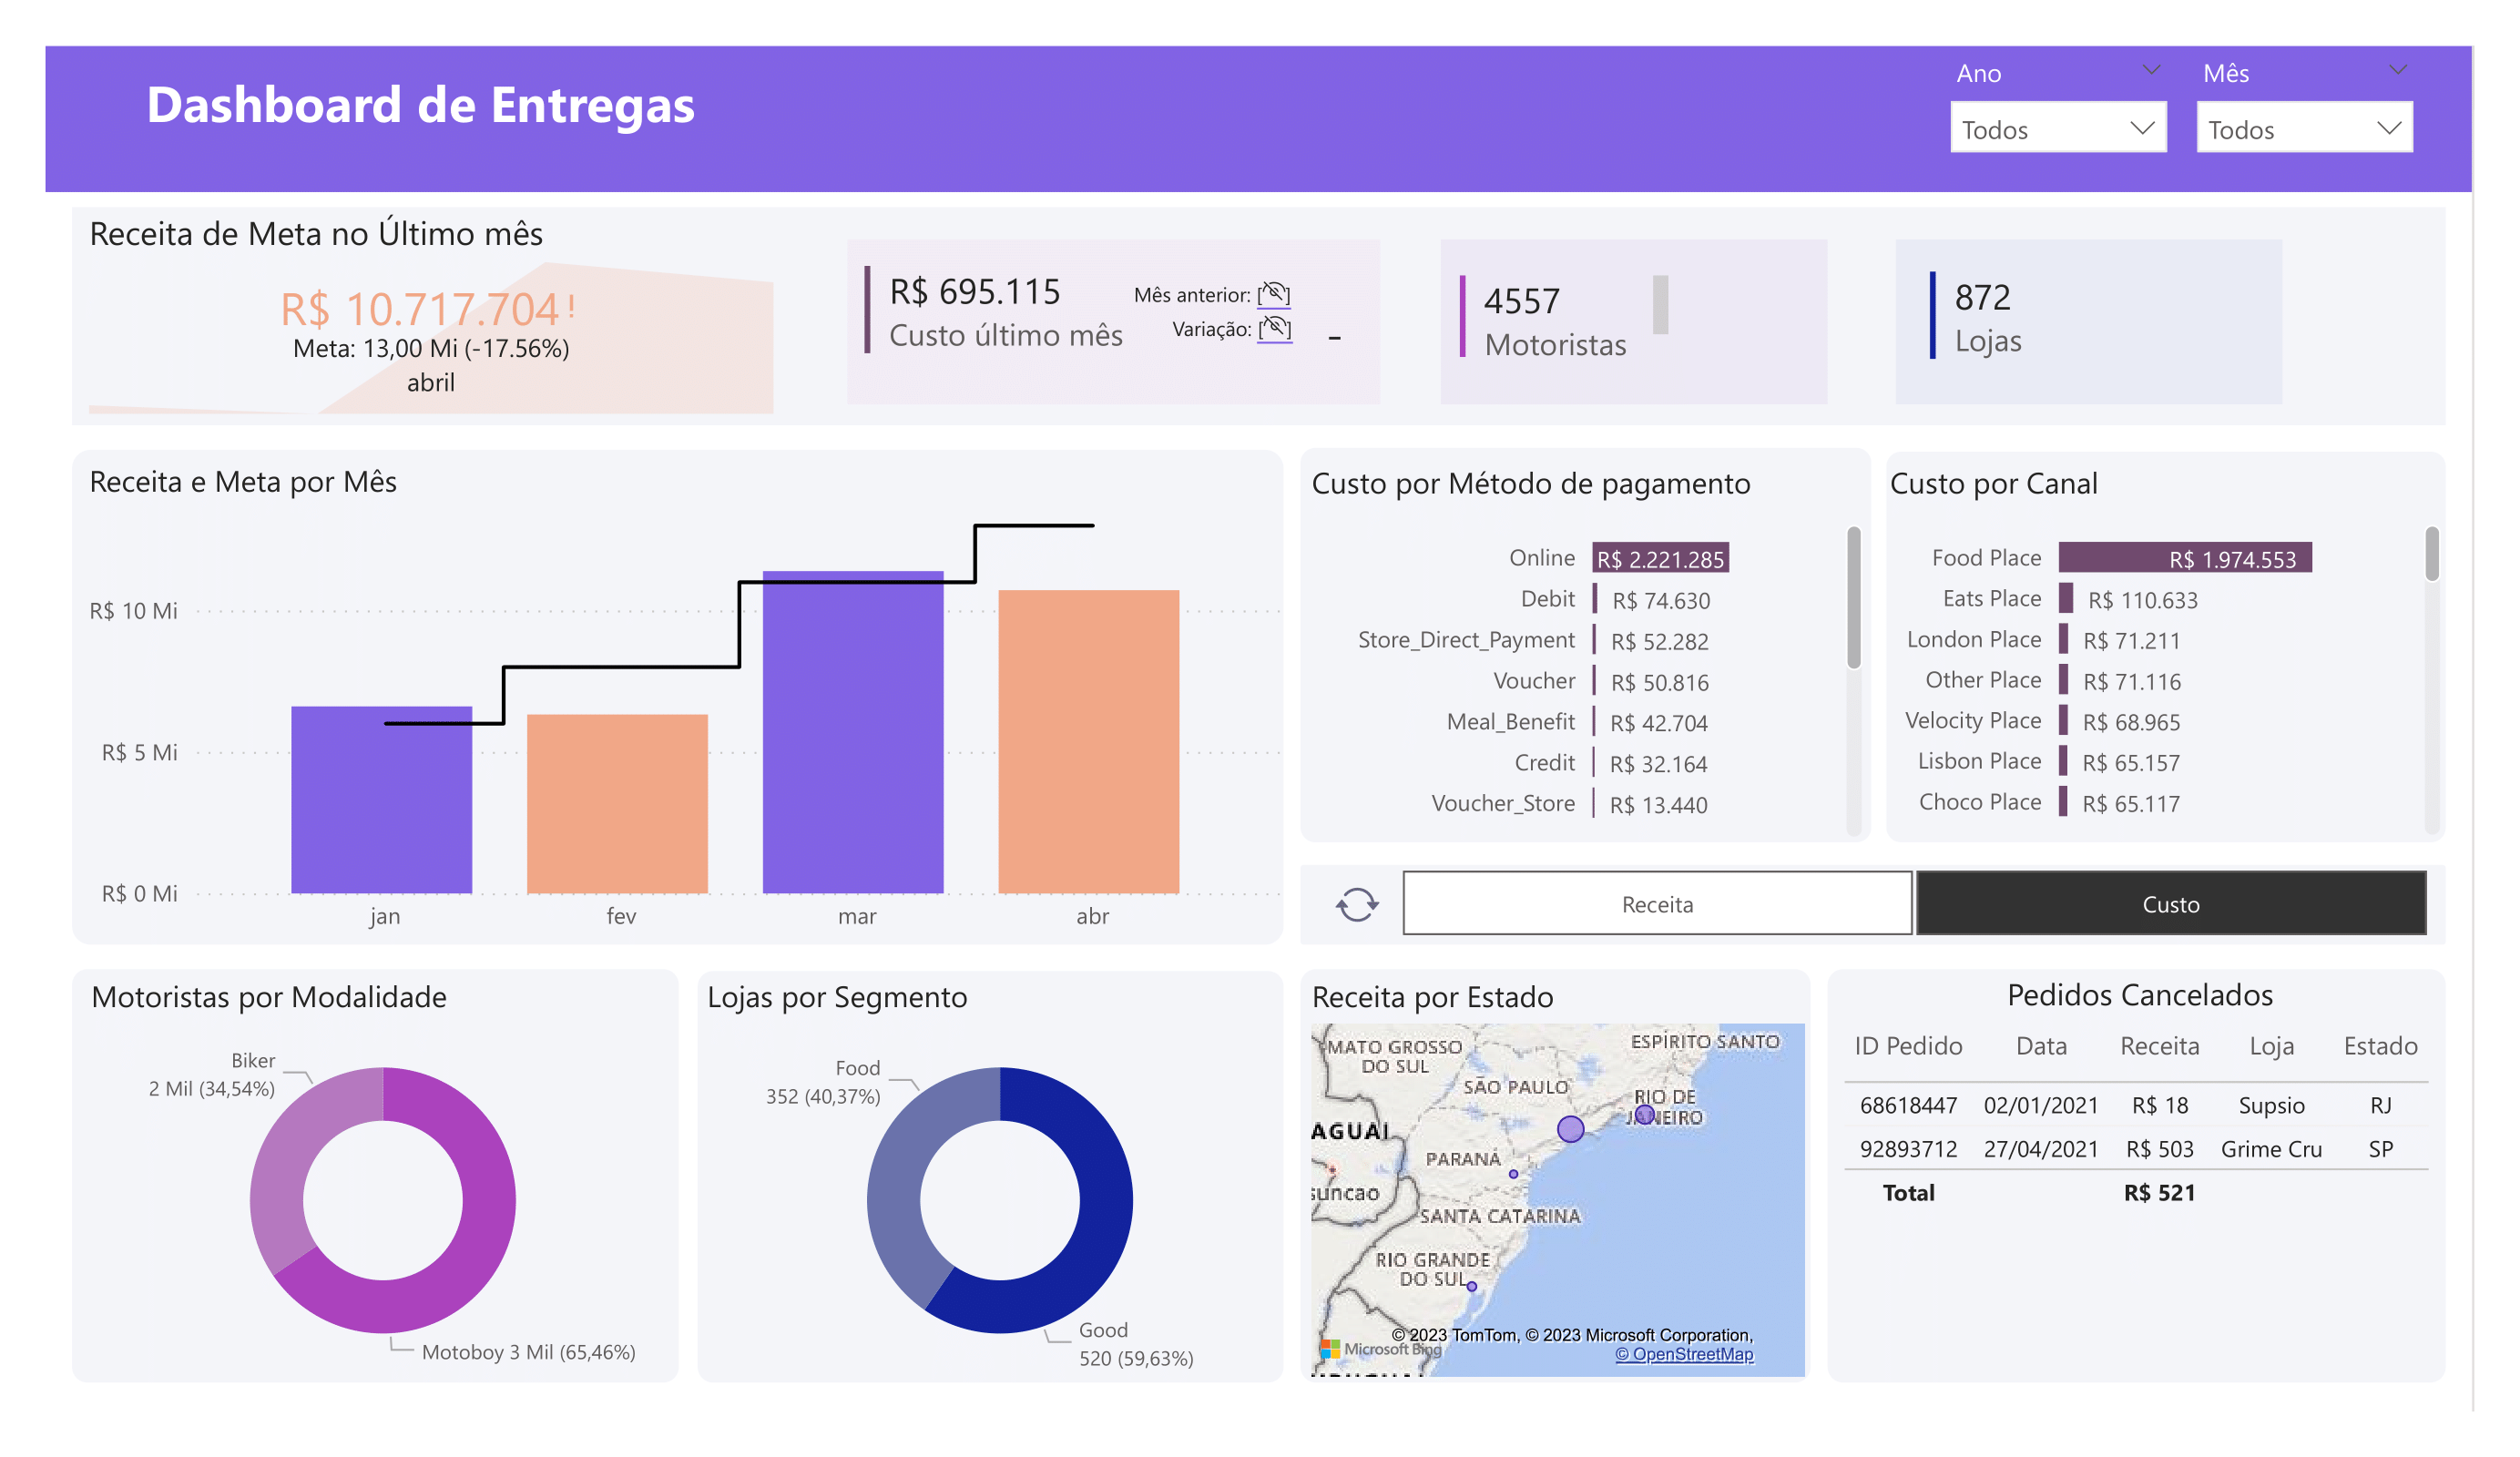 Dashboard de Entregas
Ano
Mês
Todos
Todos
Receita de Meta no Último mês
R$ 10.717.704!
Meta: 13,00 Mi (-17.56%)
abril
R$ 695.115
Custo último mês
Mês anterior: [ ]
Variação: [ ]
-
4557
Motoristas
872
Lojas
Receita e Meta por Mês
R$ 10 Mi
R$ 5 Mi
R$ 0 Mi
jan fev mar abr
Custo por Método de pagamento
Online R$ 2.221.285
Debit R$ 74.630
Store_Direct_Payment R$ 52.282
Voucher R$ 50.816
Meal_Benefit R$ 42.704
Credit R$ 32.164
Voucher_Store R$ 13.440
Custo por Canal
Food Place R$ 1.974.553
Eats Place R$ 110.633
London Place R$ 71.211
Other Place R$ 71.116
Velocity Place R$ 68.965
Lisbon Place R$ 65.157
Choco Place R$ 65.117
Receita
Custo
Motoristas por Modalidade
Biker
2 Mil (34,54%)
Motoboy 3 Mil (65,46%)
Lojas por Segmento
Food
352 (40,37%)
Good
520 (59,63%)
Receita por Estado
MATO GROSSO
DO SUL
ESPÍRITO SANTO
SÃO PAULO
RIO DE
JANEIRO
AGUAI
PARANÁ
suncao
SANTA CATARINA
RIO GRANDE
DO SUL
© 2023 TomTom, © 2023 Microsoft Corporation,
Microsoft Bing
© OpenStreetMap
Pedidos Cancelados
ID Pedido Data Receita Loja Estado
68618447 02/01/2021 R$ 18 Supsio RJ
92893712 27/04/2021 R$ 503 Grime Cru SP
Total R$ 521